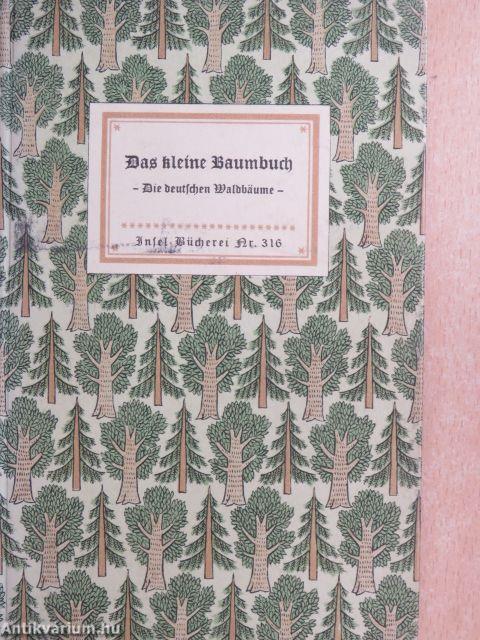 Das kleine Baumbuch
- Die deutschen Waldbäume -
Insel-Bücherei Nr. 316
Antikvarium.hu